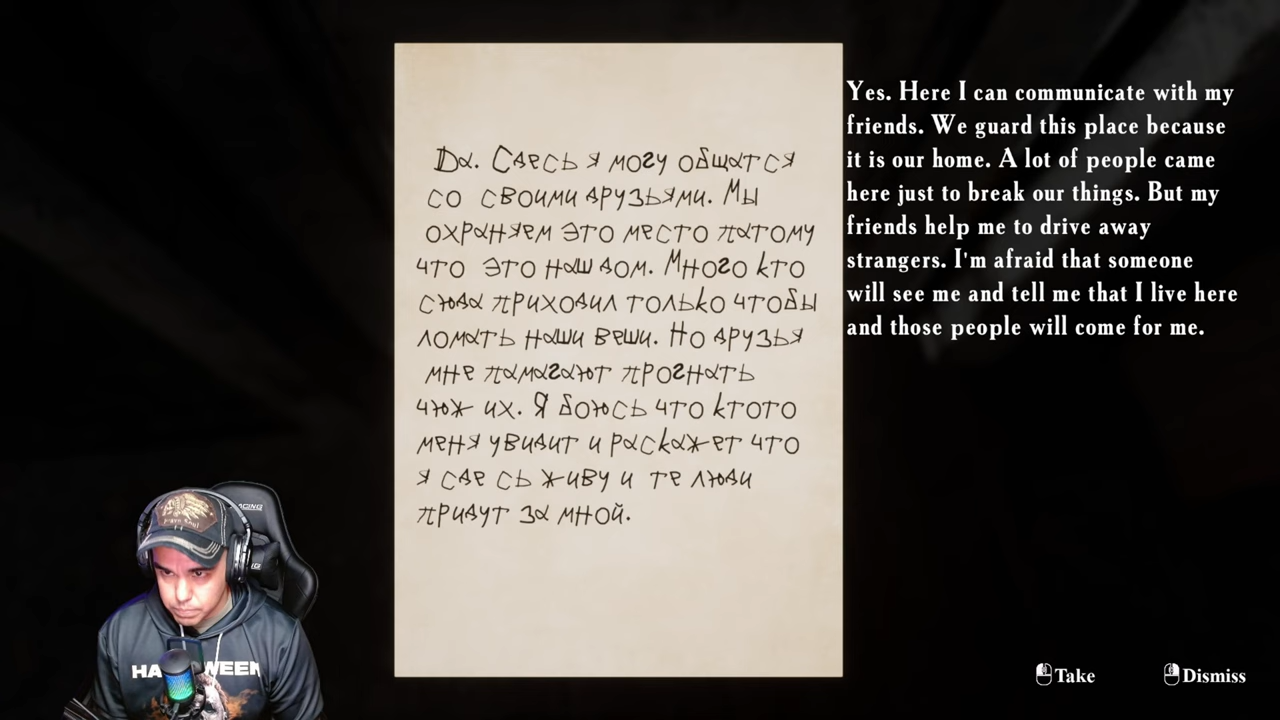 Да. Сдесь я могу общатся
со своими друзьями. Мы
охраняем это место патому
что это наш дом. Много кто
сюда приходил только чтобы
ломать наши веши. Но друзья
мне памагают прогнать
чюж их. Я боюсь что ктото
меня увидит и раскажет что
я сде сь живу и те люди
придут за мной.
Yes. Here I can communicate with my
friends. We guard this place because
it is our home. A lot of people came
here just to break our things. But my
friends help me to drive away
strangers. I'm afraid that someone
will see me and tell me that I live here
and those people will come for me.
Take
Dismiss